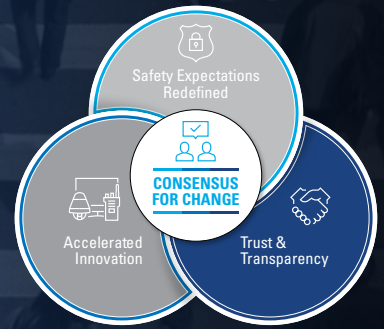 Safety Expectations
Redefined
CONSENSUS
FOR CHANGE
Accelerated
Innovation
Trust &
Transparency